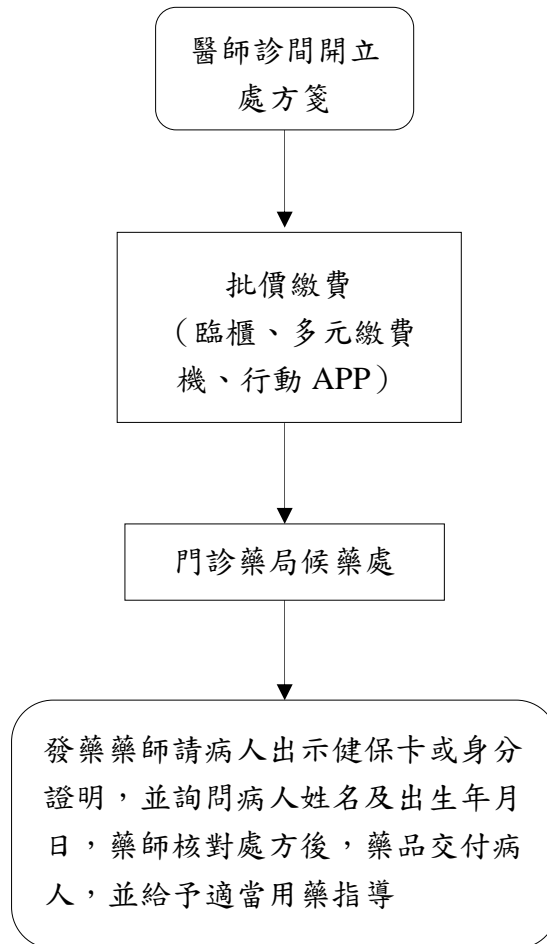 醫師診間開立
處方箋
批價繳費
（臨櫃、多元繳費
機、行動 APP）
門診藥局候藥處
發藥藥師請病人出示健保卡或身分
證明，並詢問病人姓名及出生年月
日，藥師核對處方後，藥品交付病
人，並給予適當用藥指導